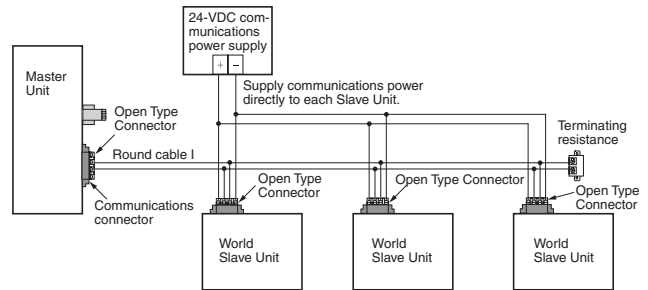 24-VDC com-
munications
power supply
+ −
Supply communications power
directly to each Slave Unit.
Master
Unit
Open Type
Connector
Terminating
resistance
Round cable I
Communications
connector
Open Type
Connector
Open Type Connector
Open Type
Connector
World
Slave Unit
World
Slave Unit
World
Slave Unit